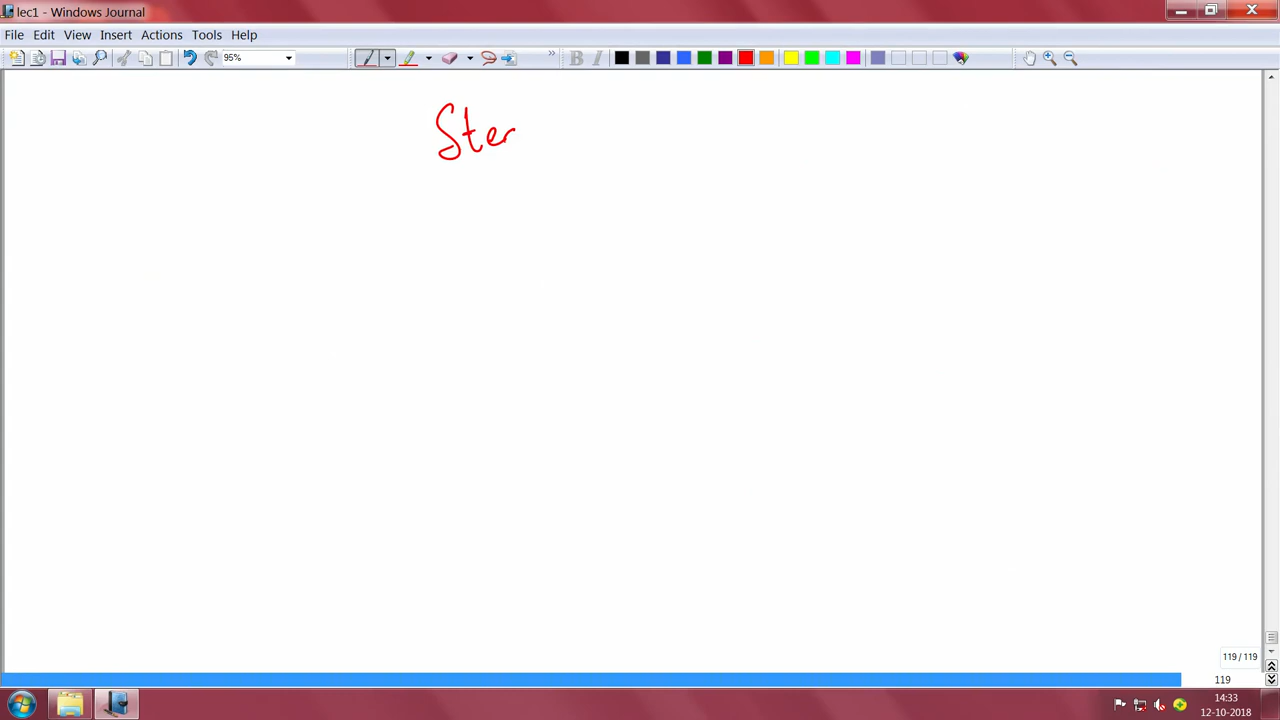 lec1 - Windows Journal
File Edit View Insert Actions Tools Help
95%
B I
Ster
119 / 119
119
14:33
12-10-2018